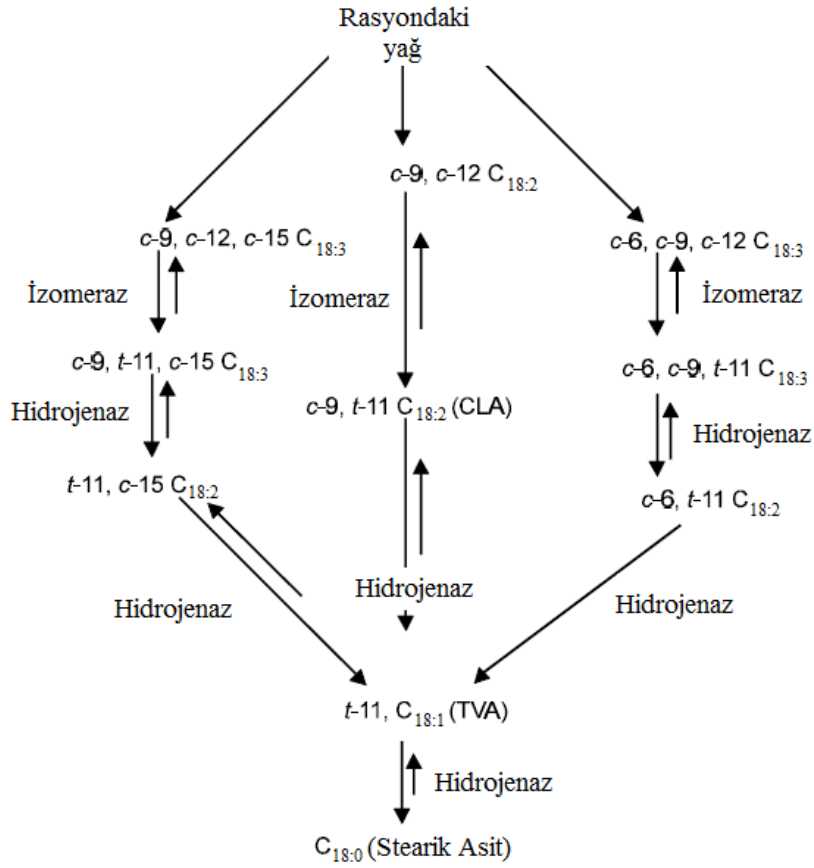 Rasyondaki
yağ
c-9, c-12 C18:2
c-9, c-12, c-15 C18:3
c-6, c-9, c-12 C18:3
İzomeraz
İzomeraz
İzomeraz
c-9, t-11, c-15 C18:3
c-6, c-9, t-11 C18:3
c-9, t-11 C18:2 (CLA)
Hidrojenaz
Hidrojenaz
t-11, c-15 C18:2
c-6, t-11 C18:2
Hidrojenaz
Hidrojenaz
Hidrojenaz
t-11, C18:1 (TVA)
Hidrojenaz
C18:0 (Stearik Asit)